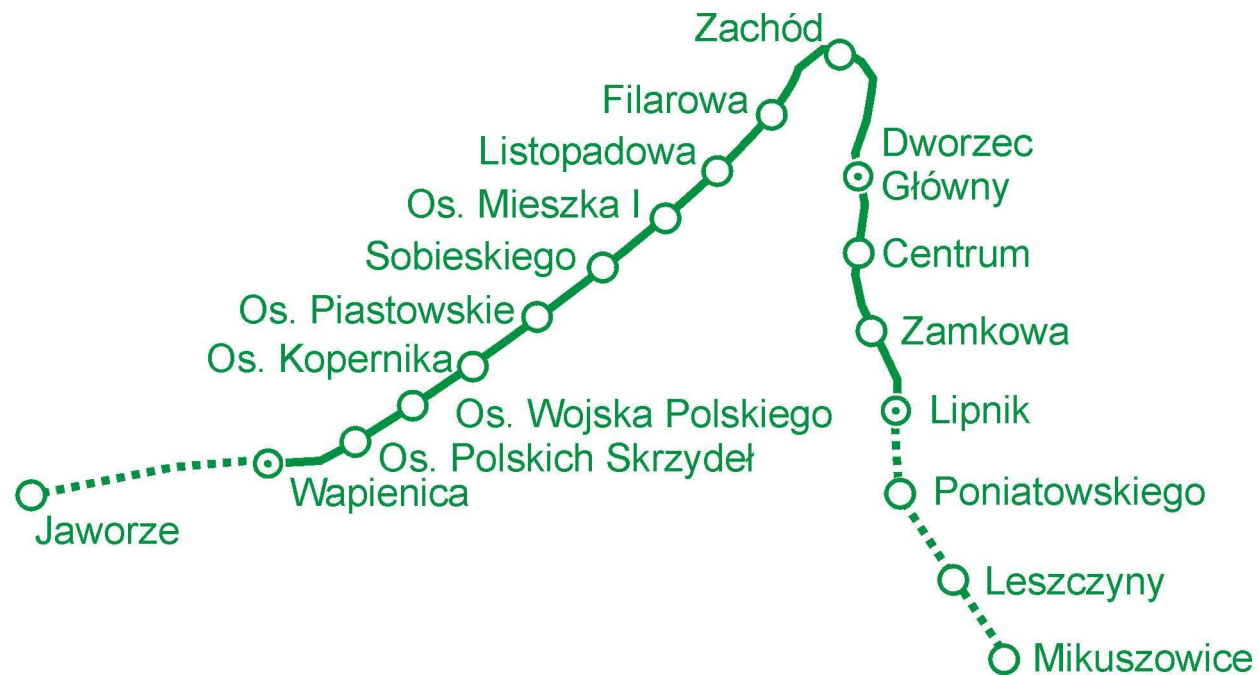 Zachód
Filarowa
Listopadowa
Dworzec
Główny
Os. Mieszka I
Sobieskiego
Centrum
Os. Piastowskie
Zamkowa
Os. Kopernika
Os. Wojska Polskiego
Lipnik
Os. Polskich Skrzydeł
Wapienica
Poniatowskiego
Jaworze
Leszczyny
Mikuszowice